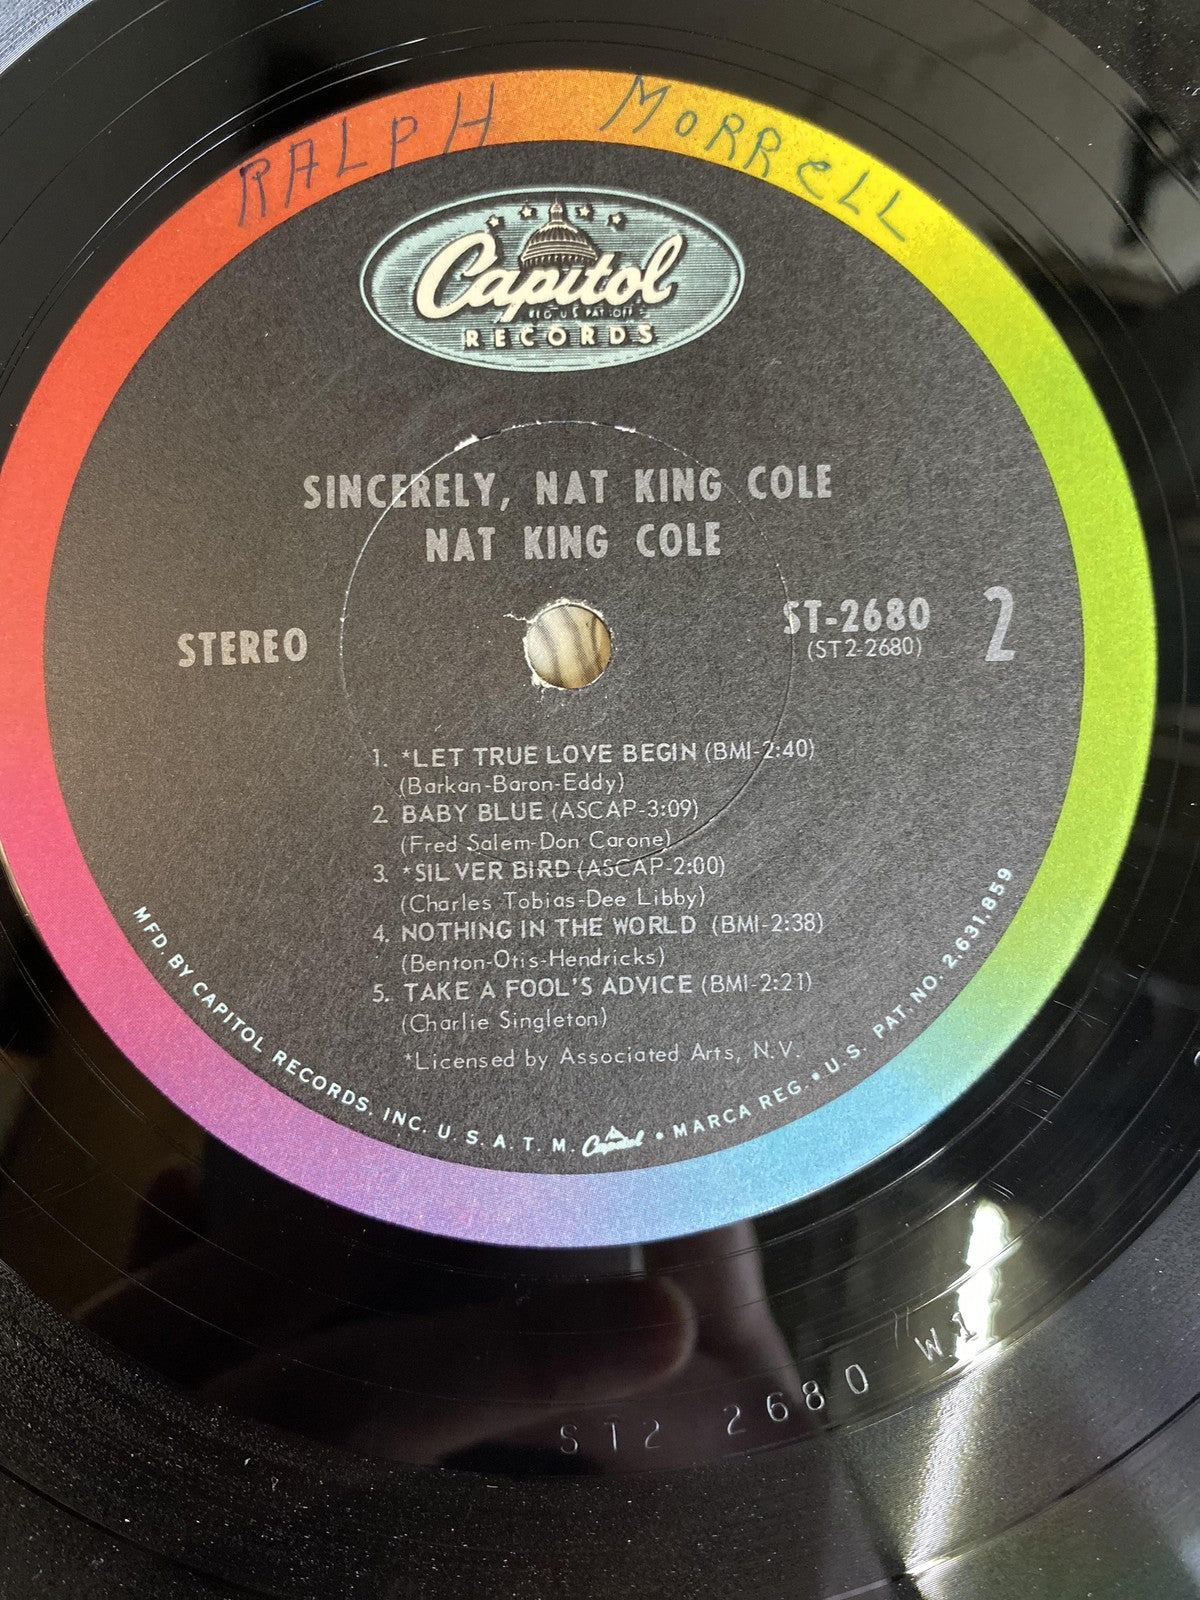 RALPH MORRELL
Capitol
REG U.S. PAT. OFF.
RECORDS
SINCERELY, NAT KING COLE
NAT KING COLE
STEREO
ST-2680 2
(ST2-2680)
1. *LET TRUE LOVE BEGIN (BMI-2:40)
(Barkan-Baron-Eddy)
2. BABY BLUE (ASCAP-3:09)
(Fred Salem-Don Carone)
3. *SILVER BIRD (ASCAP-2:00)
(Charles Tobias-Dee Libby)
4. NOTHING IN THE WORLD (BMI-2:38)
(Benton-Otis-Hendricks)
5. TAKE A FOOL'S ADVICE (BMI-2:21)
(Charlie Singleton)
*Licensed by Associated Arts, N.V.
MFD. BY CAPITOL RECORDS, INC. U.S.A. T.M. Capitol • MARCA REG. • U.S. PAT. NO. 2,631,859
ST2 2680 W1